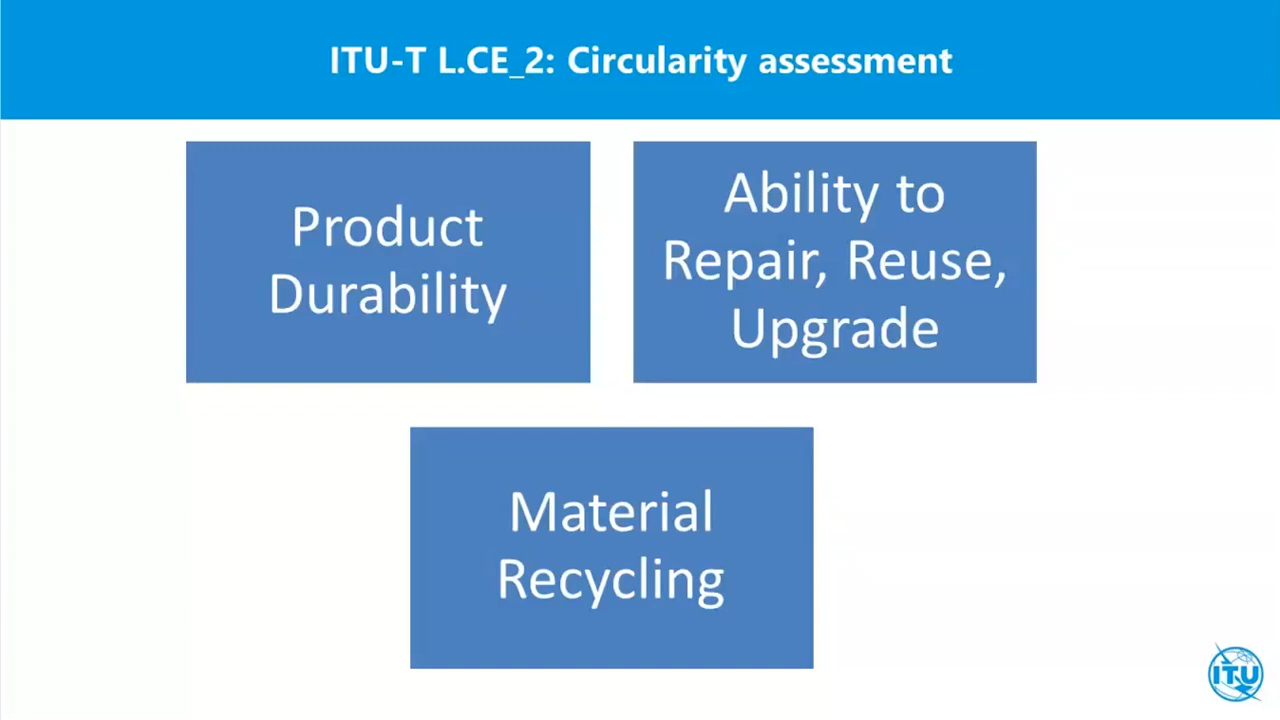 ITU-T L.CE_2: Circularity assessment
Product
Durability
Ability to
Repair, Reuse,
Upgrade
Material
Recycling
ITU